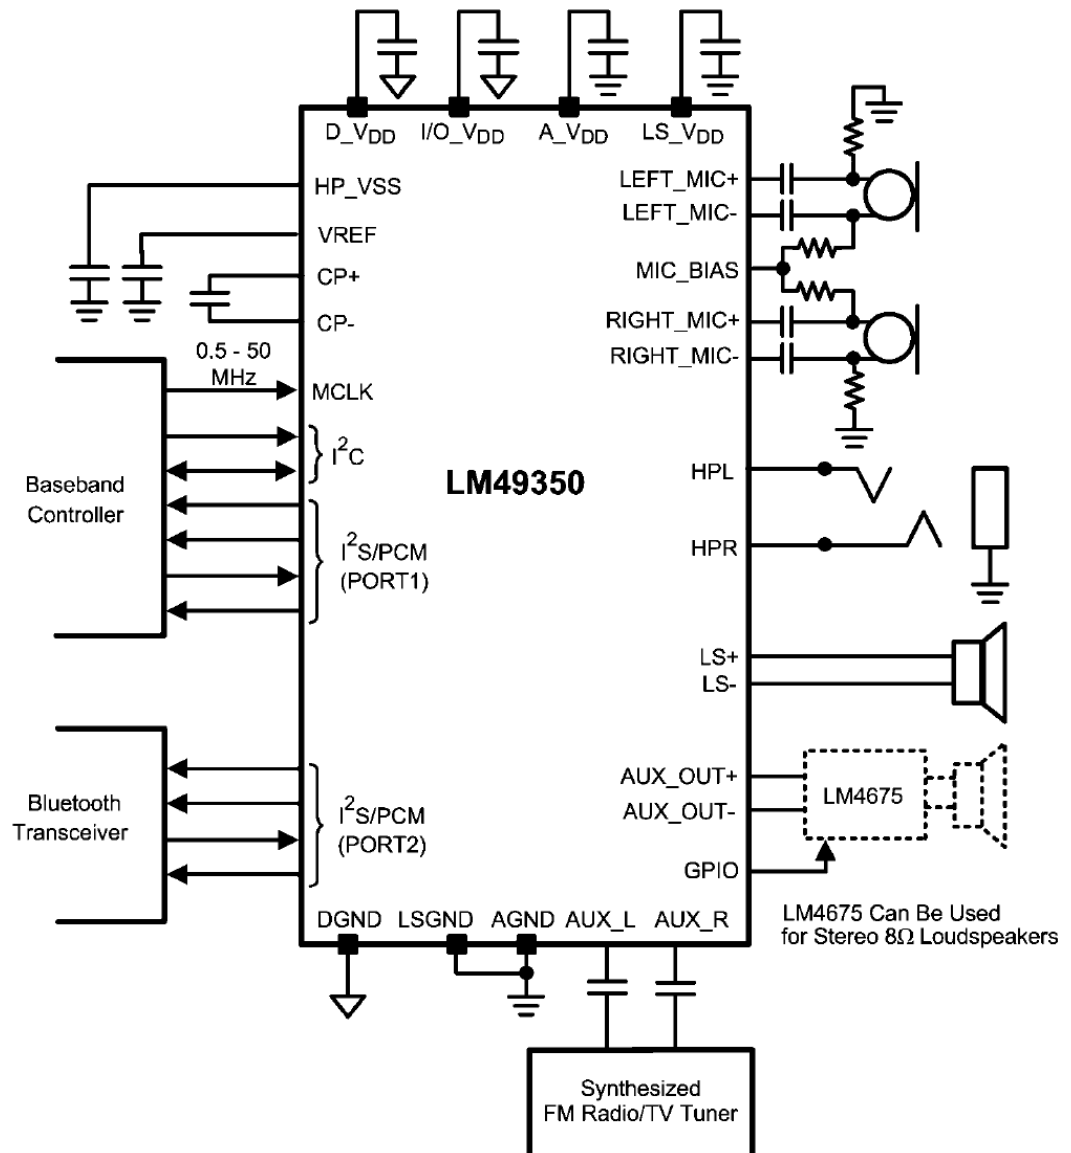 D_VDD I/O_VDD A_VDD LS_VDD
HP_VSS
VREF
CP+
CP-
0.5 - 50
MHz
MCLK
I2C
Baseband
Controller
I2S/PCM
(PORT1)
Bluetooth
Transceiver
I2S/PCM
(PORT2)
LM49350
LEFT_MIC+
LEFT_MIC-
MIC_BIAS
RIGHT_MIC+
RIGHT_MIC-
HPL
HPR
LS+
LS-
AUX_OUT+
AUX_OUT-
GPIO
LM4675
LM4675 Can Be Used
for Stereo 8Ω Loudspeakers
DGND LSGND AGND AUX_L AUX_R
Synthesized
FM Radio/TV Tuner